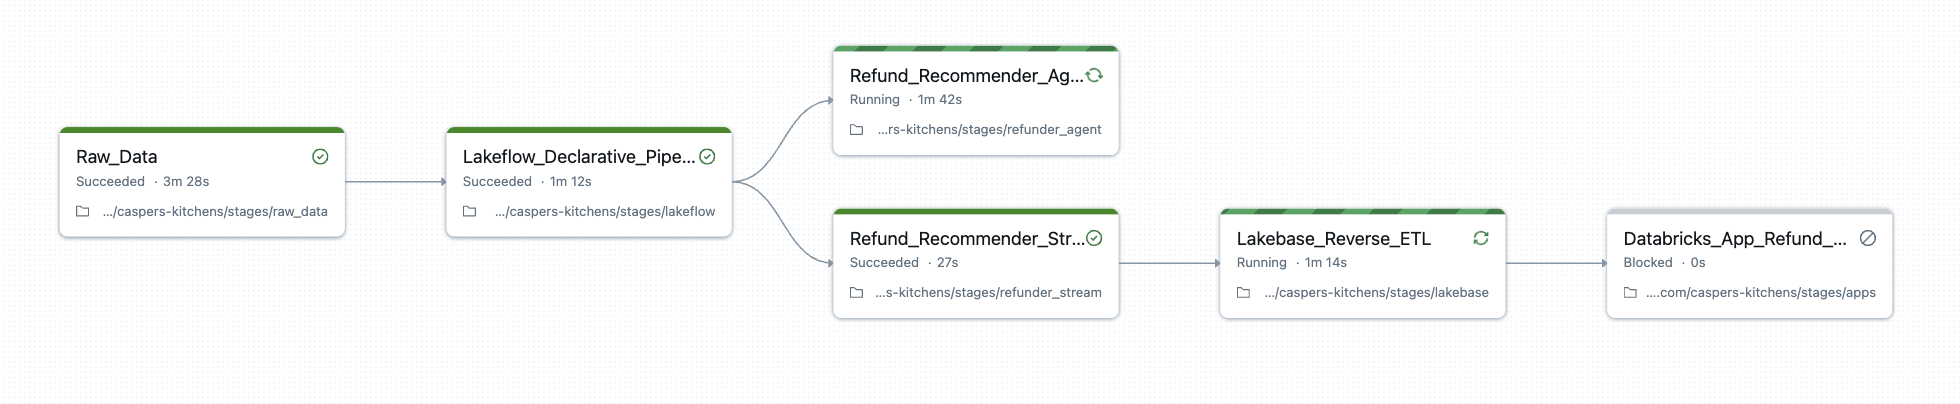 Raw_Data
Succeeded · 3m 28s
.../caspers-kitchens/stages/raw_data
Lakeflow_Declarative_Pipe...
Succeeded · 1m 12s
.../caspers-kitchens/stages/lakeflow
Refund_Recommender_Ag...
Running · 1m 42s
...rs-kitchens/stages/refunder_agent
Refund_Recommender_Str...
Succeeded · 27s
...s-kitchens/stages/refunder_stream
Lakebase_Reverse_ETL
Running · 1m 14s
.../caspers-kitchens/stages/lakebase
Databricks_App_Refund_...
Blocked · 0s
....com/caspers-kitchens/stages/apps